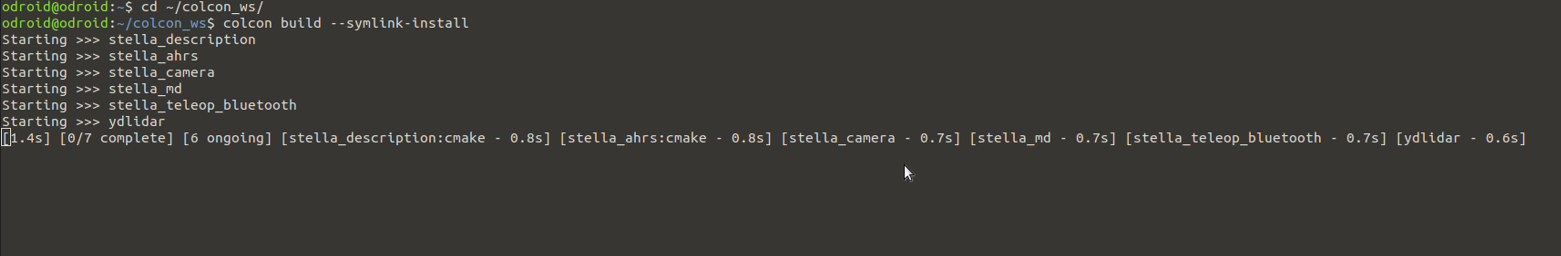 odroid@odroid:~$ cd ~/colcon_ws/
odroid@odroid:~/colcon_ws$ colcon build --symlink-install
Starting >>> stella_description
Starting >>> stella_ahrs
Starting >>> stella_camera
Starting >>> stella_md
Starting >>> stella_teleop_bluetooth
Starting >>> ydlidar
[1.4s] [0/7 complete] [6 ongoing] [stella_description:cmake - 0.8s] [stella_ahrs:cmake - 0.8s] [stella_camera - 0.7s] [stella_md - 0.7s] [stella_teleop_bluetooth - 0.7s] [ydlidar - 0.6s]